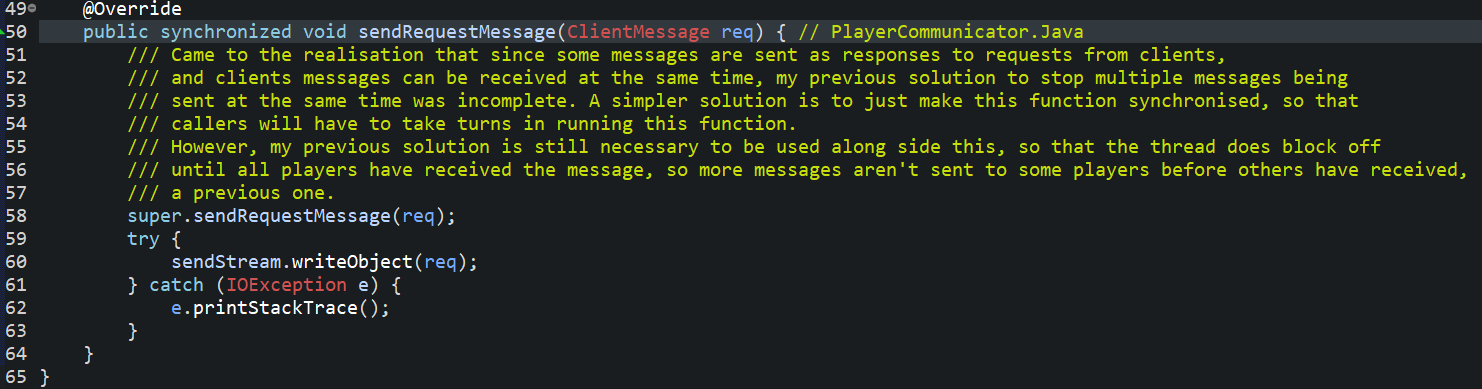 49 @Override
50 public synchronized void sendRequestMessage(ClientMessage req) { // PlayerCommunicator.Java
51 /// Came to the realisation that since some messages are sent as responses to requests from clients,
52 /// and clients messages can be received at the same time, my previous solution to stop multiple messages being
53 /// sent at the same time was incomplete. A simpler solution is to just make this function synchronised, so that
54 /// callers will have to take turns in running this function.
55 /// However, my previous solution is still necessary to be used along side this, so that the thread does block off
56 /// until all players have received the message, so more messages aren't sent to some players before others have received,
57 /// a previous one.
58 super.sendRequestMessage(req);
59 try {
60 sendStream.writeObject(req);
61 } catch (IOException e) {
62 e.printStackTrace();
63 }
64 }
65 }